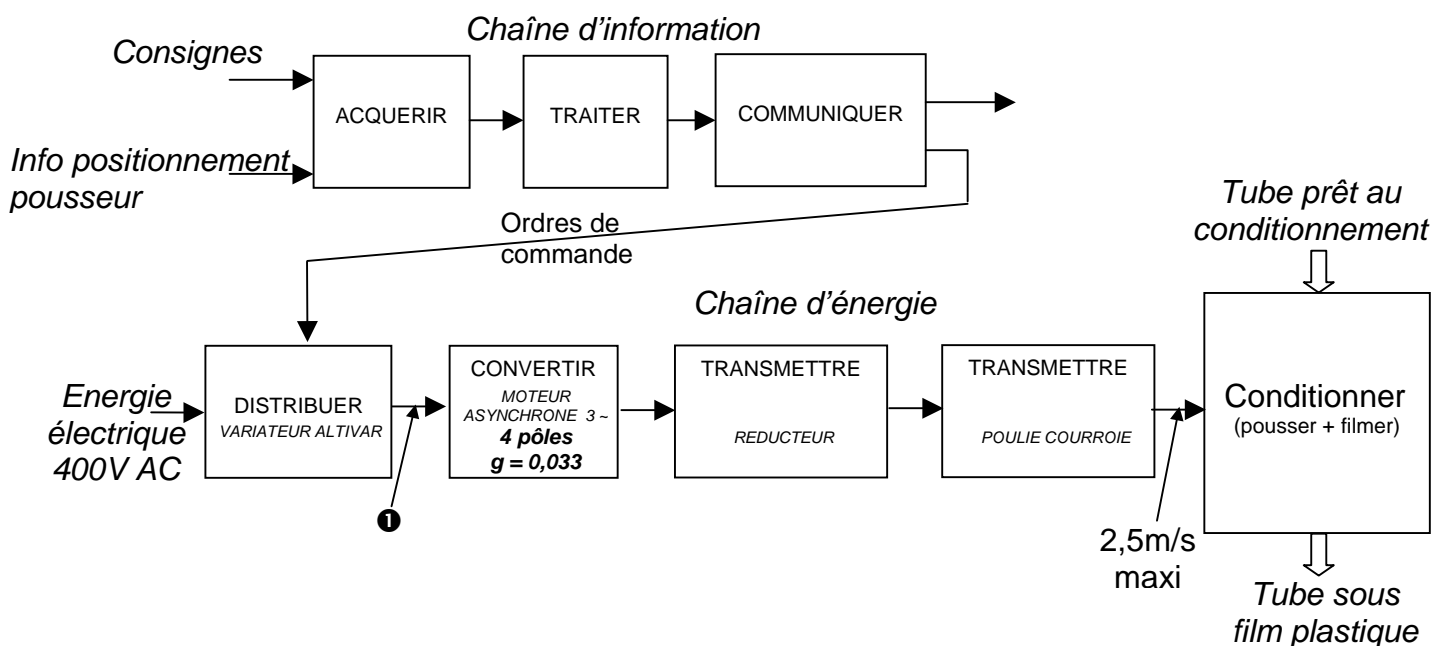 Chaîne d'information
Consignes
Info positionnement
pousseur
ACQUERIR
TRAITER
COMMUNIQUER
Ordres de
commande
Tube prêt au
conditionnement
Chaîne d'énergie
Energie
électrique
400V AC
DISTRIBUER
VARIATEUR ALTIVAR
❶
CONVERTIR
MOTEUR
ASYNCHRONE 3 ~
4 pôles
g = 0,033
TRANSMETTRE
REDUCTEUR
TRANSMETTRE
POULIE COURROIE
2,5m/s
maxi
Conditionner
(pousser + filmer)
Tube sous
film plastique